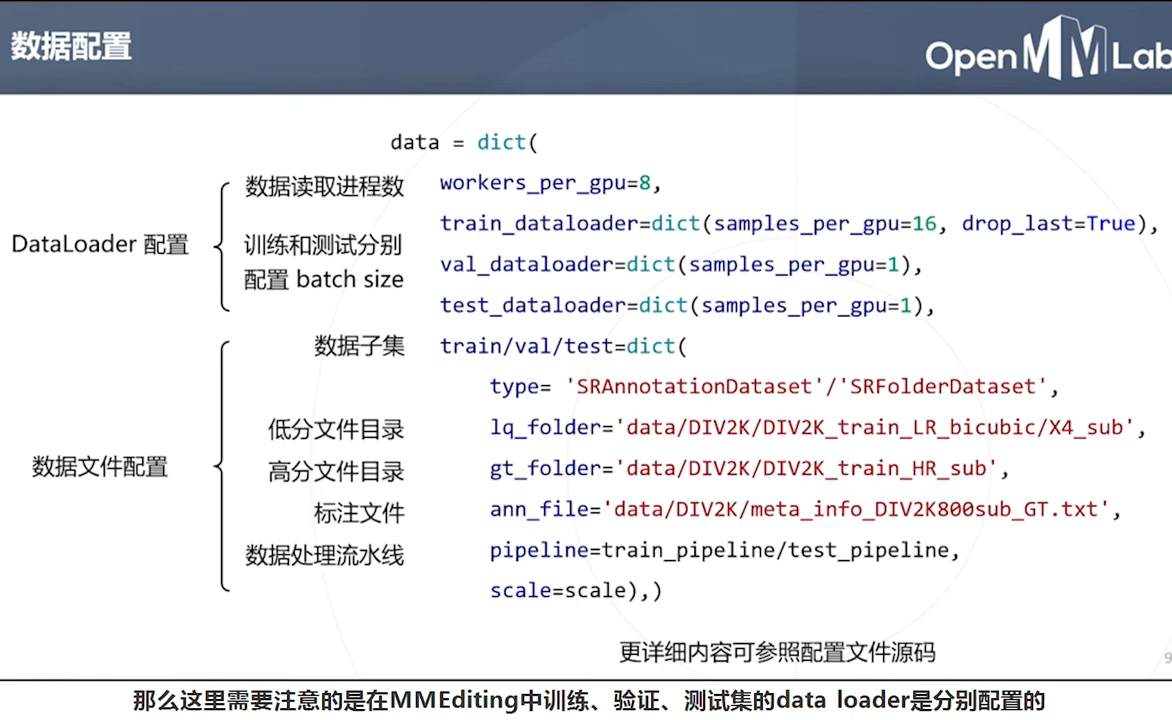 数据配置
OpenMMLab
data = dict(
数据读取进程数 workers_per_gpu=8,
train_dataloader=dict(samples_per_gpu=16, drop_last=True),
DataLoader 配置 训练和测试分别
配置 batch size val_dataloader=dict(samples_per_gpu=1),
test_dataloader=dict(samples_per_gpu=1),
数据子集 train/val/test=dict(
type= 'SRAnnotationDataset'/'SRFolderDataset',
低分文件目录 lq_folder='data/DIV2K/DIV2K_train_LR_bicubic/X4_sub',
数据文件配置 高分文件目录 gt_folder='data/DIV2K/DIV2K_train_HR_sub',
标注文件 ann_file='data/DIV2K/meta_info_DIV2K800sub_GT.txt',
数据处理流水线 pipeline=train_pipeline/test_pipeline,
scale=scale),)
更详细内容可参照配置文件源码
9
那么这里需要注意的是在MMEditing中训练、验证、测试集的data loader是分别配置的